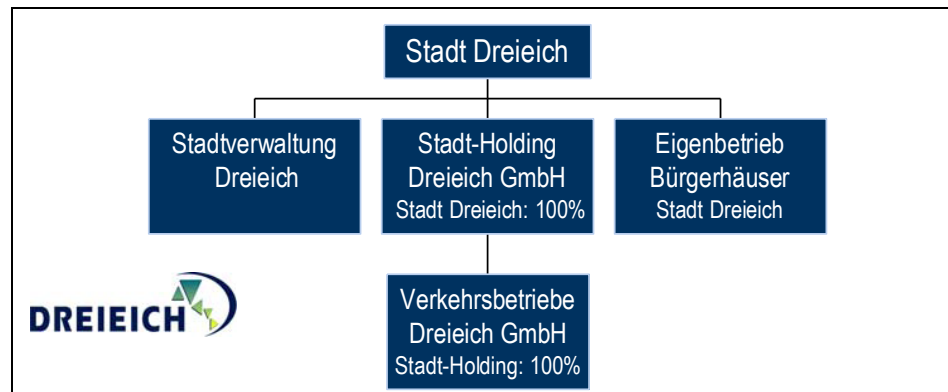 Stadt Dreieich
Stadtverwaltung
Dreieich
Stadt-Holding
Dreieich GmbH
Stadt Dreieich: 100%
Eigenbetrieb
Bürgerhäuser
Stadt Dreieich
Verkehrsbetriebe
Dreieich GmbH
Stadt-Holding: 100%
DREIEICH